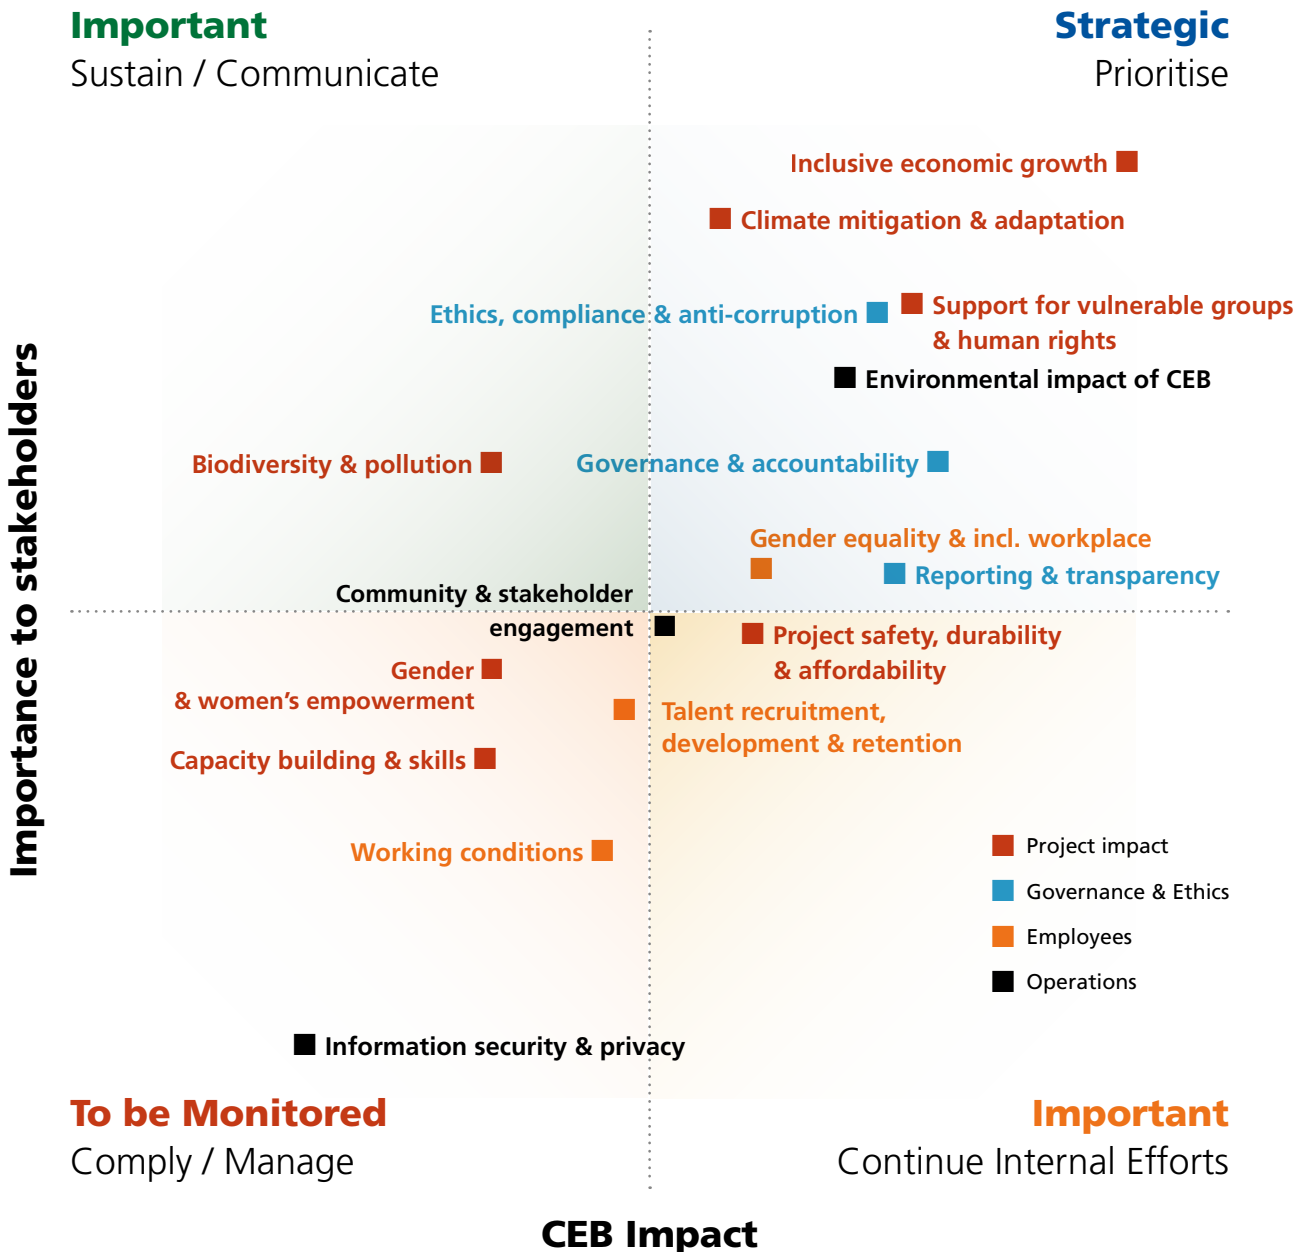 Important
Sustain / Communicate
Strategic
Prioritise
Inclusive economic growth
Climate mitigation & adaptation
Ethics, compliance & anti-corruption
Support for vulnerable groups
& human rights
Environmental impact of CEB
Biodiversity & pollution
Governance & accountability
Gender equality & incl. workplace
Reporting & transparency
Community & stakeholder
engagement
Project safety, durability
& affordability
Gender
& women’s empowerment
Talent recruitment,
development & retention
Capacity building & skills
Working conditions
Project impact
Governance & Ethics
Employees
Operations
Information security & privacy
To be Monitored
Comply / Manage
Important
Continue Internal Efforts
Importance to stakeholders
CEB Impact